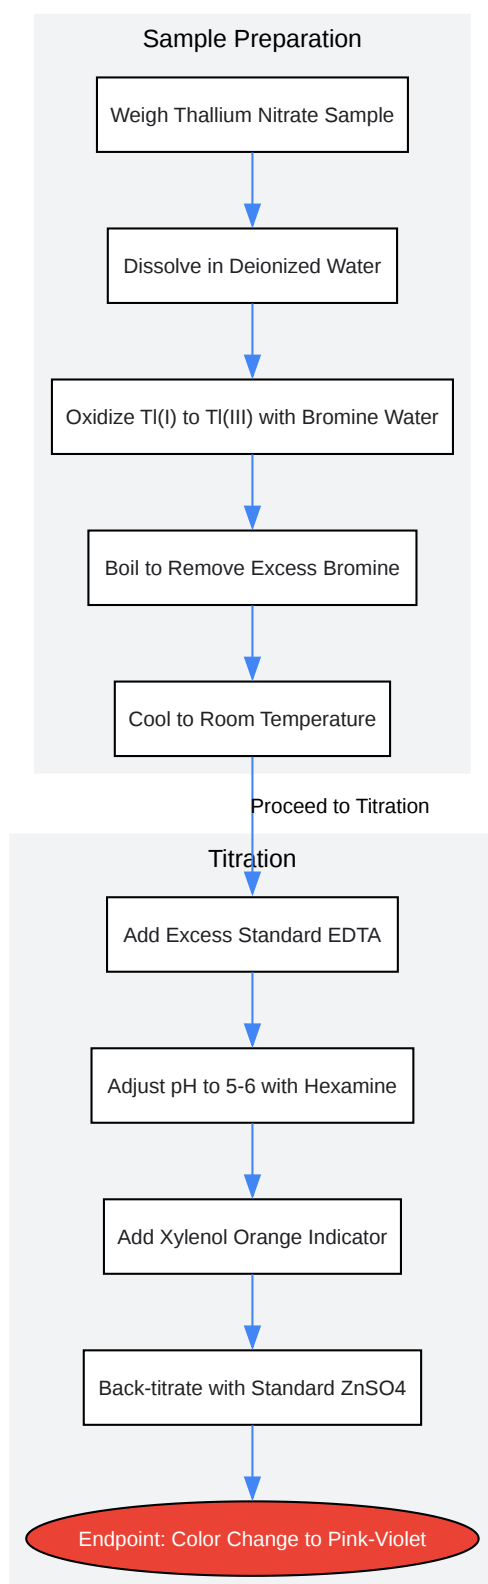 Sample Preparation
Weigh Thallium Nitrate Sample
Dissolve in Deionized Water
Oxidize Tl(I) to Tl(III) with Bromine Water
Boil to Remove Excess Bromine
Cool to Room Temperature
Proceed to Titration
Titration
Add Excess Standard EDTA
Adjust pH to 5-6 with Hexamine
Add Xylenol Orange Indicator
Back-titrate with Standard ZnSO4
Endpoint: Color Change to Pink-Violet